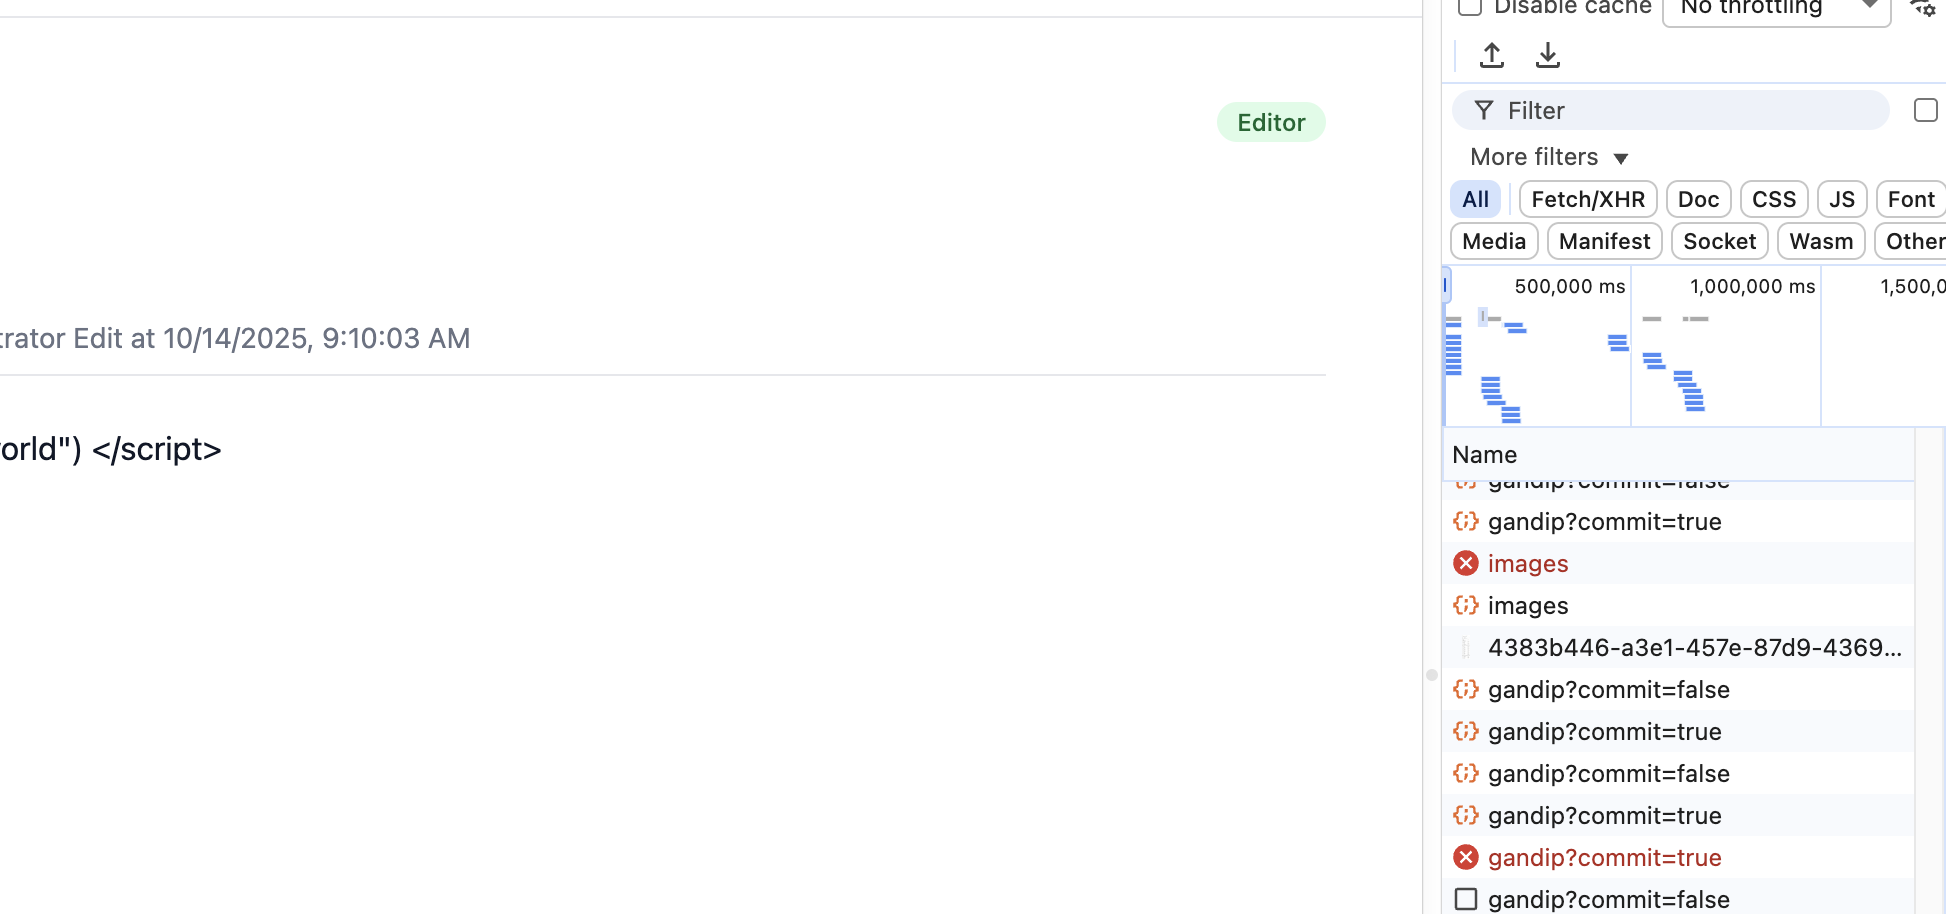 Editor
trator Edit at 10/14/2025, 9:10:03 AM
orld") </script>
Disable cache
No throttling
Filter
More filters
All
Fetch/XHR
Doc
CSS
JS
Font
Media
Manifest
Socket
Wasm
Other
500,000 ms
1,000,000 ms
1,500,0
Name
gandip?commit=false
gandip?commit=true
images
images
4383b446-a3e1-457e-87d9-4369...
gandip?commit=false
gandip?commit=true
gandip?commit=false
gandip?commit=true
gandip?commit=true
gandip?commit=false